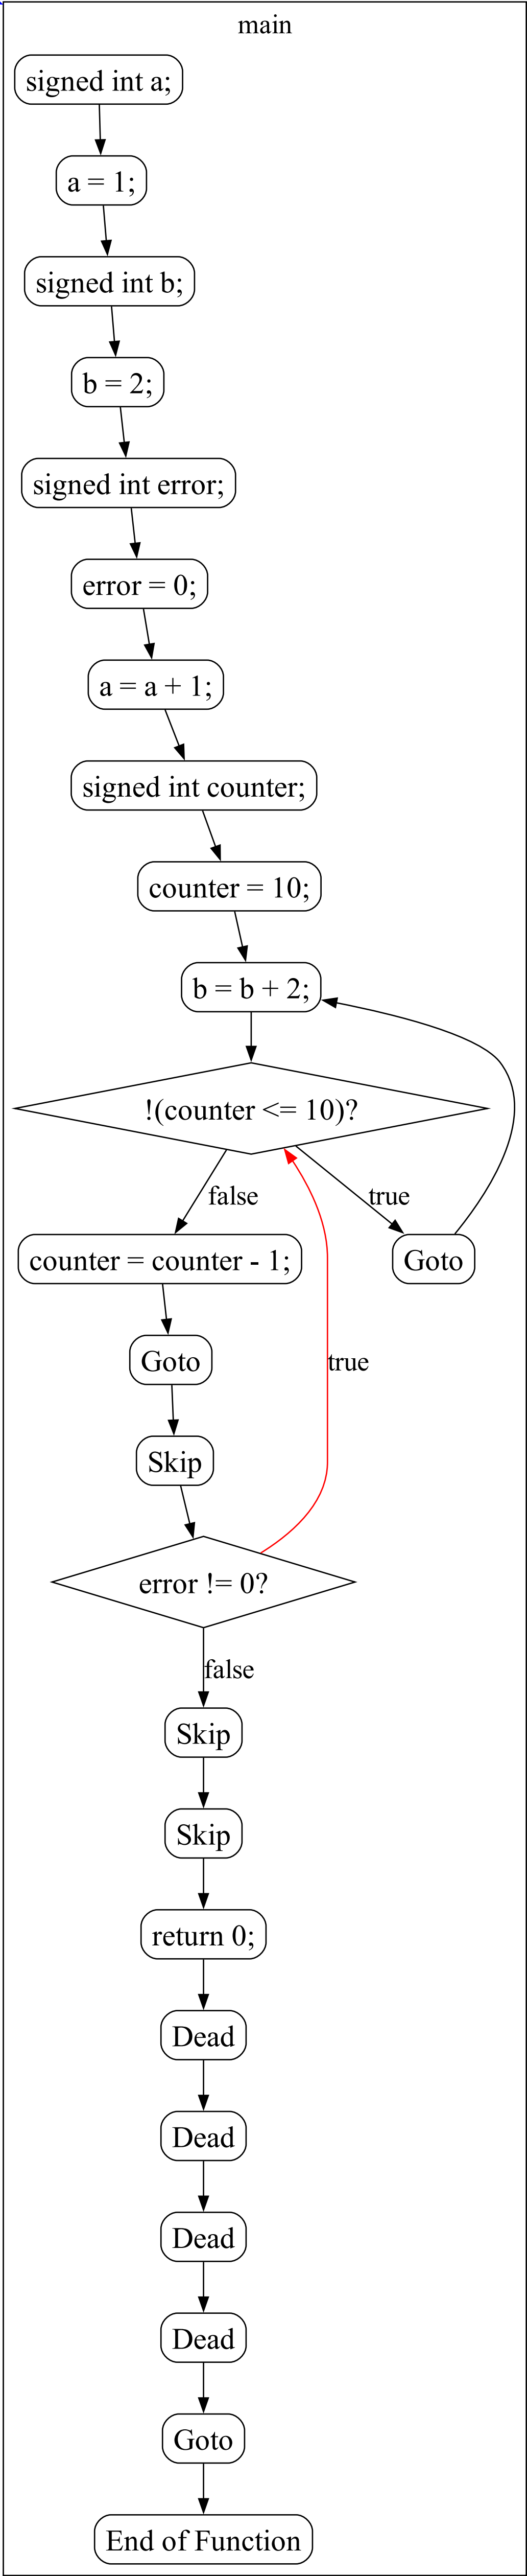 main
signed int a;
a = 1;
signed int b;
b = 2;
signed int error;
error = 0;
a = a + 1;
signed int counter;
counter = 10;
b = b + 2;
!(counter <= 10)?
false
true
counter = counter - 1;
Goto
Goto
true
Skip
error != 0?
false
Skip
Skip
return 0;
Dead
Dead
Dead
Dead
Goto
End of Function